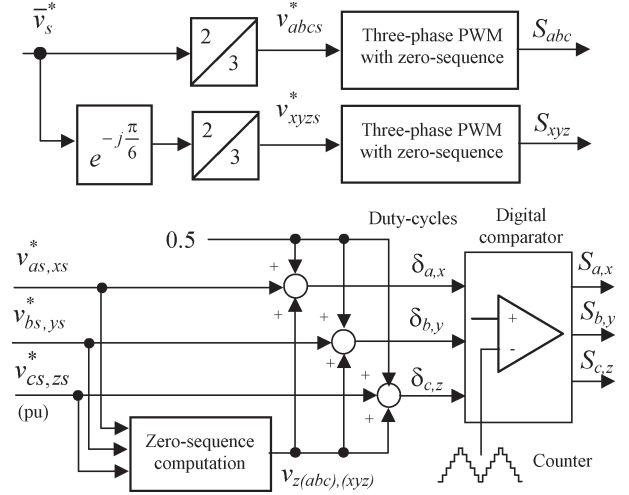 v̅s* 2 3 v*abcs Three-phase PWM with zero-sequence Sabc
e^-jπ/6 2 3 v*xyzs Three-phase PWM with zero-sequence Sxyz
Duty-cycles
Digital comparator
0.5
v*as,xs + + δa,x Sa,x
v*bs,ys + + δb,y + - Sb,y
v*cs,zs + + δc,z Sc,z
(pu)
Zero-sequence computation
vz(abc),(xyz)
Counter